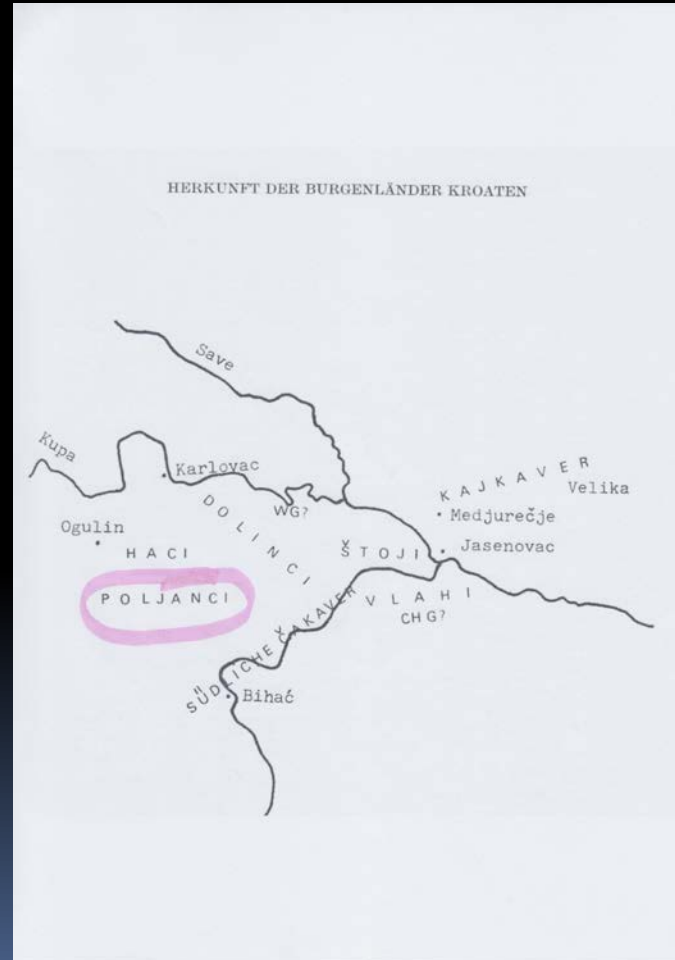 HERKUNFT DER BURGENLÄNDER KROATEN
Save
Kupa
Karlovac
KAJKAVER
Velika
DOLINCI
WG?
Medjurečje
Ogulin
HACI
ŠTOJI
Jasenovac
POLJANCI
VLAHI
CHG?
SÜDLICHE ČAKAVER
Bihać